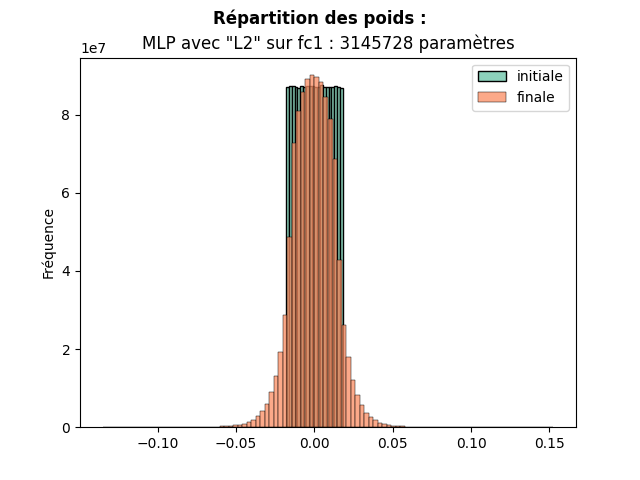 Répartition des poids :
MLP avec "L2" sur fc1 : 3145728 paramètres
1e7
initiale
finale
8
6
4
2
0
Fréquence
−0.10
−0.05
0.00
0.05
0.10
0.15